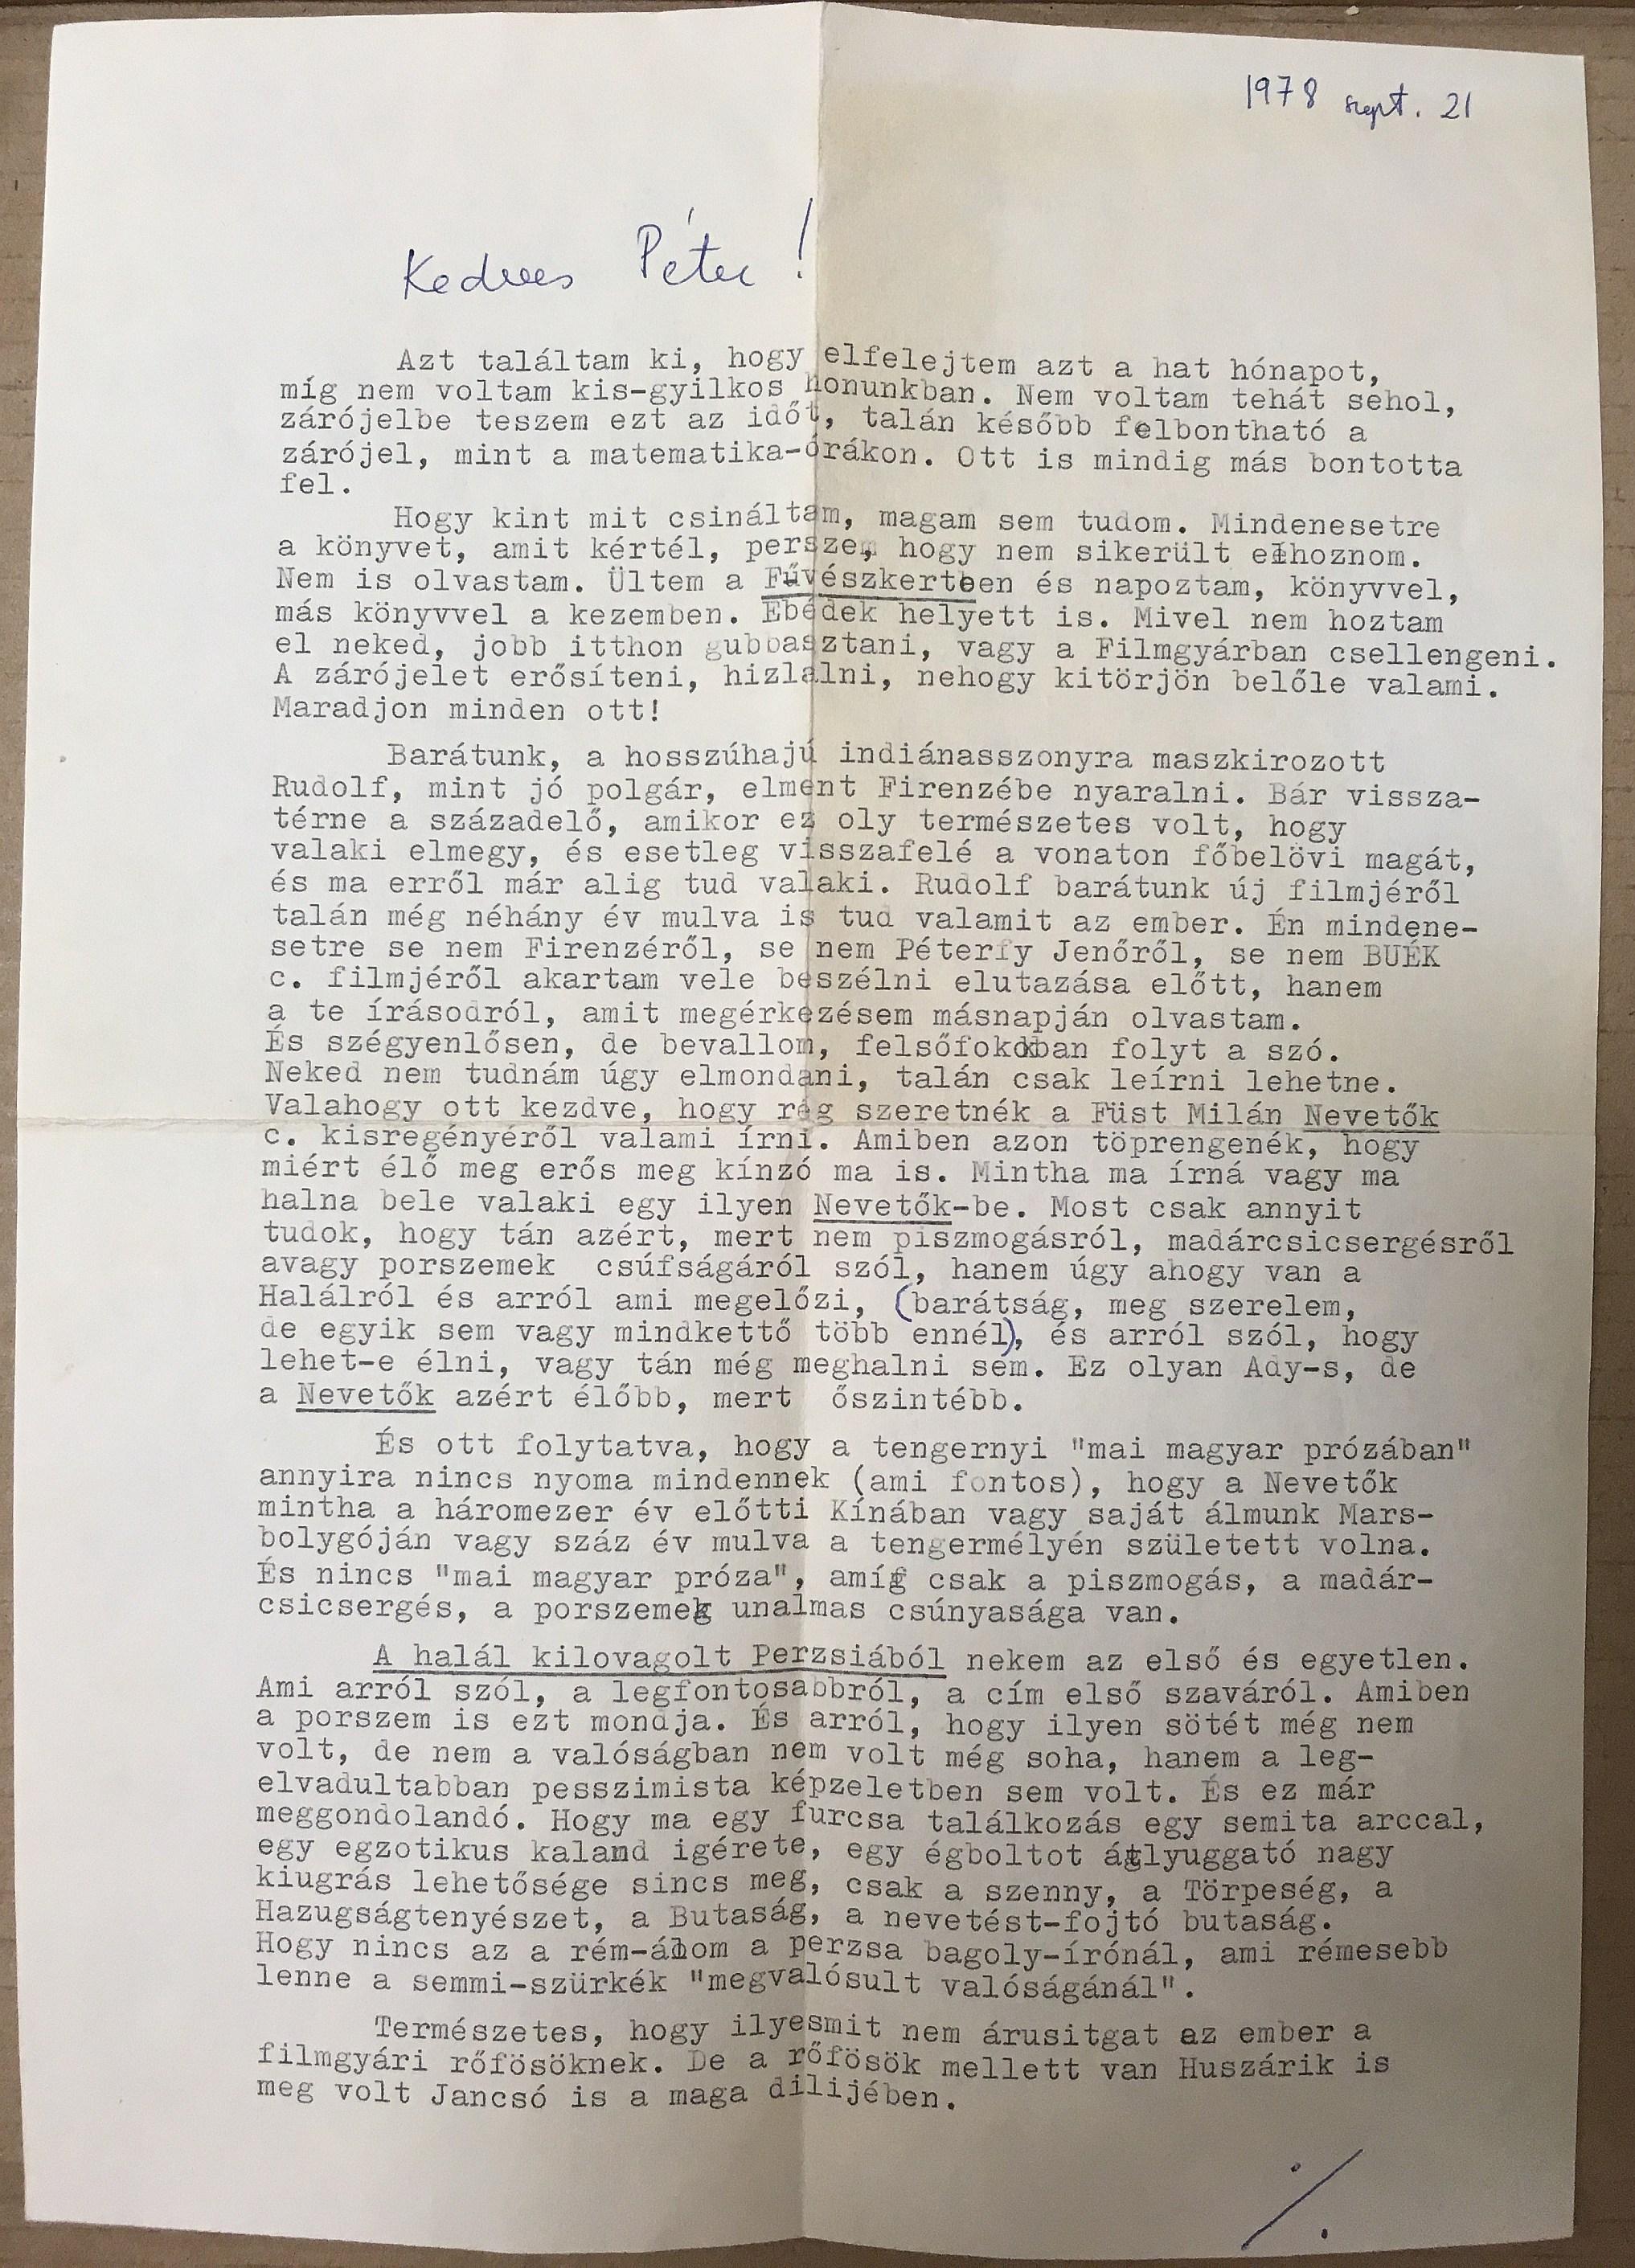 1978 szept. 21
Kedves Péter!
Azt találtam ki, hogy elfelejtem azt a hat hónapot,
míg nem voltam kis-gyilkos honunkban. Nem voltam tehát sehol,
zárójelbe teszem ezt az időt, talán később felbontható a
zárójel, mint a matematika-órákon. Ott is mindig más bontotta
fel.
Hogy kint mit csináltam, magam sem tudom. Mindenesetre
a könyvet, amit kértél, persze, hogy nem sikerült elhoznom.
Nem is olvastam. Ültem a Fűvészkertben és napoztam, könyvvel,
más könyvvel a kezemben. Ebédek helyett is. Mivel nem hoztam
el neked, jobb itthon gubbasztani, vagy a Filmgyárban csellengeni.
A zárójelet erősíteni, hizlalni, nehogy kitörjön belőle valami.
Maradjon minden ott!
Barátunk, a hosszúhajú indiánasszonyra maszkirozott
Rudolf, mint jó polgár, elment Firenzébe nyaralni. Bár vissza-
térne a századelő, amikor ez oly természetes volt, hogy
valaki elmegy, és esetleg visszafelé a vonaton főbelövi magát,
és ma erről már alig tud valaki. Rudolf barátunk új filmjéről
talán még néhány év mulva is tud valamit az ember. Én mindene-
setre se nem Firenzéről, se nem Péterfy Jenőről, se nem BUÉK
c. filmjéről akartam vele beszélni elutazása előtt, hanem
a te írásodról, amit megérkezésem másnapján olvastam.
És szégyenlősen, de bevallom, felsőfokban folyt a szó.
Neked nem tudnám úgy elmondani, talán csak leírni lehetne.
Valahogy ott kezdve, hogy rég szeretnék a Füst Milán Nevetők
c. kisregényéről valami írni. Amiben azon töprengenék, hogy
miért élő meg erős meg kínzó ma is. Mintha ma írná vagy ma
halna bele valaki egy ilyen Nevetők-be. Most csak annyit
tudok, hogy tán azért, mert nem piszmogásról, madárcsicsergésről
avagy porszemek csúfságáról szól, hanem úgy ahogy van a
Halálról és arról ami megelőzi, (barátság, meg szerelem,
de egyik sem vagy mindkettő több ennél), és arról szól, hogy
lehet-e élni, vagy tán még meghalni sem. Ez olyan Ady-s, de
a Nevetők azért élőbb, mert őszintébb.
És ott folytatva, hogy a tengernyi "mai magyar prózában"
annyira nincs nyoma mindennek (ami fontos), hogy a Nevetők
mintha a háromezer év előtti Kínában vagy saját álmunk Mars-
bolygóján vagy száz év mulva a tengermélyén született volna.
És nincs "mai magyar próza", amíg csak a piszmogás, a madár-
csicsergés, a porszemek unalmas csúnyasága van.
A halál kilovagolt Perzsiából nekem az első és egyetlen.
Ami arról szól, a legfontosabbról, a cím első szaváról. Amiben
a porszem is ezt mondja. És arról, hogy ilyen sötét még nem
volt, de nem a valóságban nem volt még soha, hanem a leg-
elvadultabban pesszimista képzeletben sem volt. És ez már
meggondolandó. Hogy ma egy furcsa találkozás egy semita arccal,
egy egzotikus kaland igérete, egy égboltot átlyuggató nagy
kiugrás lehetősége sincs meg, csak a szenny, a Törpeség, a
Hazugságtenyészet, a Butaság, a nevetést-fojtó butaság.
Hogy nincs az a rém-álom a perzsa bagoly-írónál, ami rémesebb
lenne a semmi-szürkék "megvalósult valóságánál".
Természetes, hogy ilyesmit nem árusitgat az ember a
filmgyári rőfösöknek. De a rőfösök mellett van Huszárik is
meg volt Jancsó is a maga dilijében.
./.